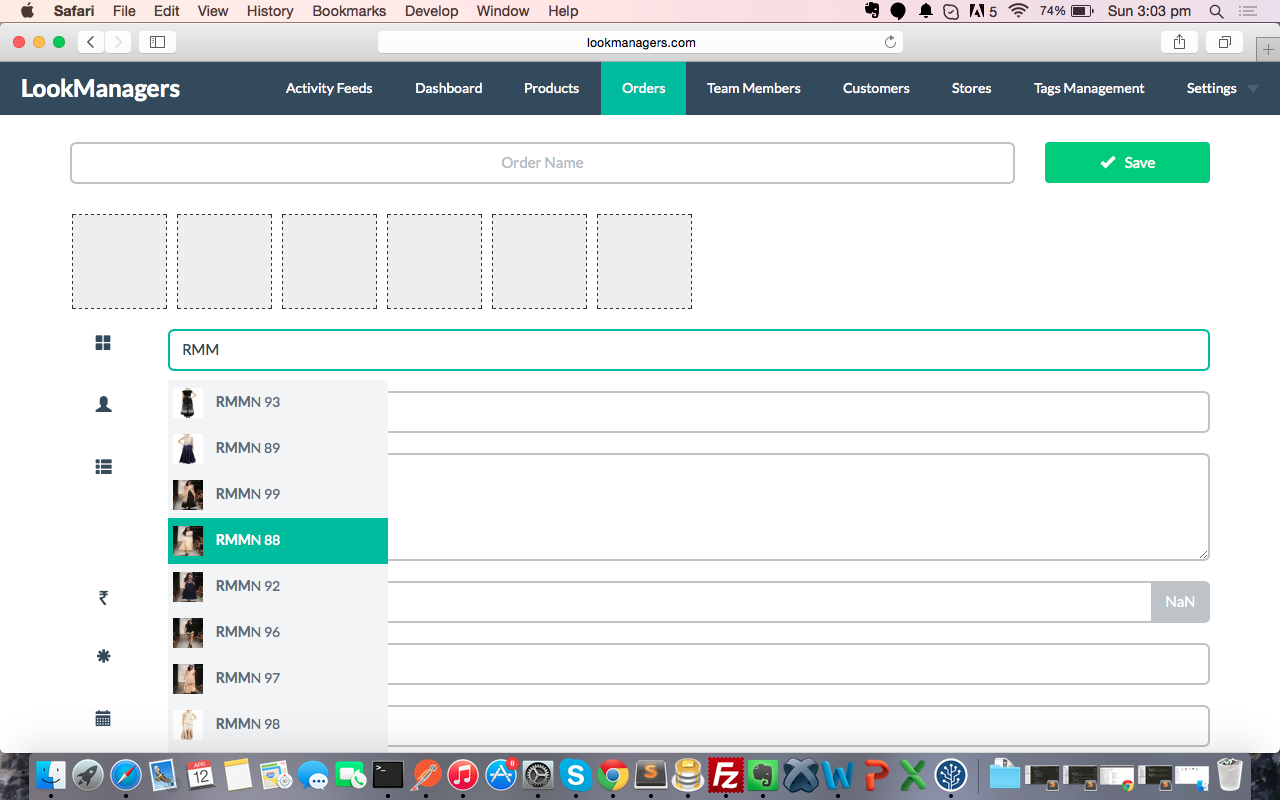 Safari File Edit View History Bookmarks Develop Window Help 5 74% Sun 3:03 pm
lookmanagers.com
LookManagers Activity Feeds Dashboard Products Orders Team Members Customers Stores Tags Management Settings
Order Name Save
RMM
RMMN 93
RMMN 89
RMMN 99
RMMN 88
RMMN 92
₹ NaN
RMMN 96
RMMN 97
RMMN 98
APR
12
8